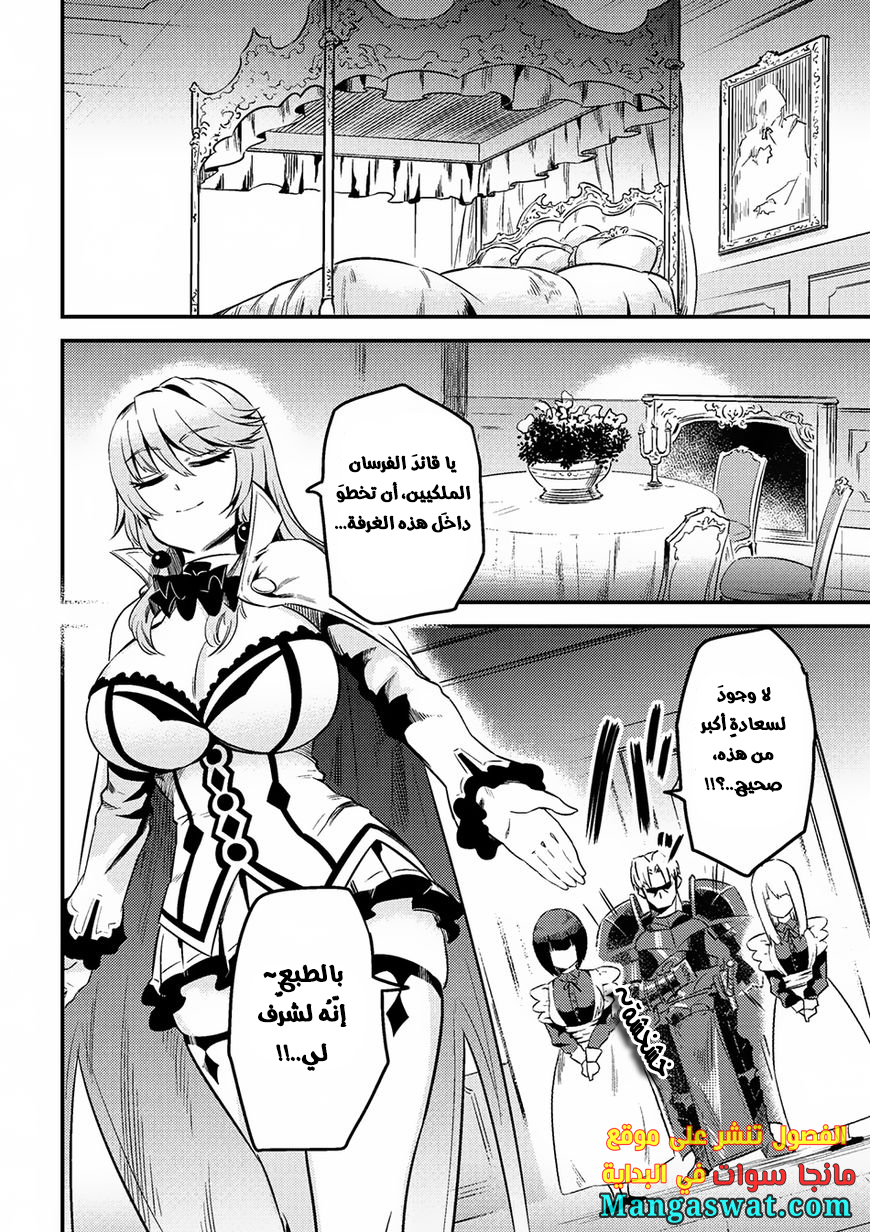 يا قائدَ الفرسان
الملكيين، أن تخطوَ
داخلَ هذه الغرفة...
لا وجودَ
لسعادةٍ أكبر
من هذه،
صحيح..؟!!
بالطبعِ~
إنّهُ لشرف
لي..!!
خشخشة~
الفصول تنشر على موقع
مانجا سوات في البداية
Mangaswat.com